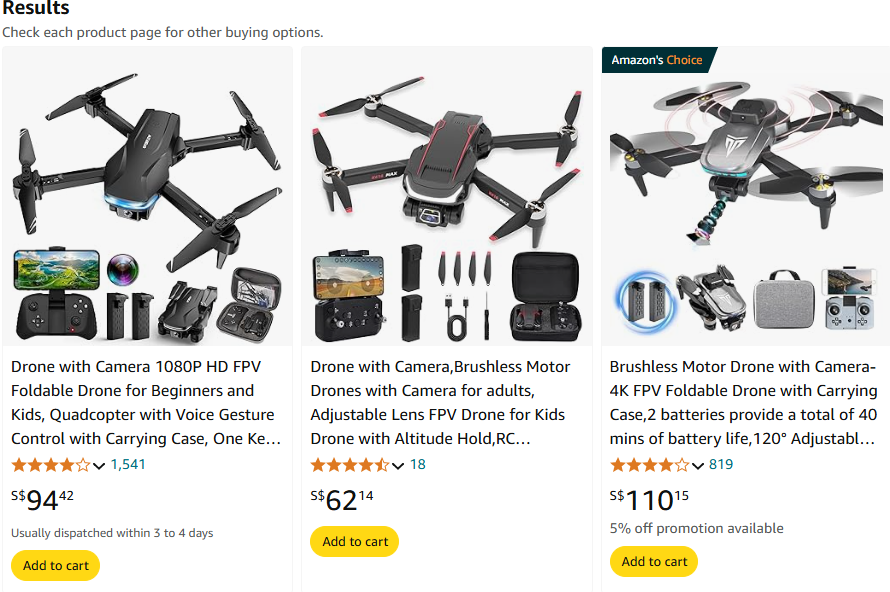 Results
Check each product page for other buying options.
Drone with Camera 1080P HD FPV
Foldable Drone for Beginners and
Kids, Quadcopter with Voice Gesture
Control with Carrying Case, One Ke...
1,541
S$94 42
Usually dispatched within 3 to 4 days
Add to cart
MAX
MAX
Drone with Camera,Brushless Motor
Drones with Camera for adults,
Adjustable Lens FPV Drone for Kids
Drone with Altitude Hold,RC...
18
S$62 14
Add to cart
Amazon's Choice
Brushless Motor Drone with Camera-
4K FPV Foldable Drone with Carrying
Case,2 batteries provide a total of 40
mins of battery life,120° Adjustabl...
819
S$110 15
5% off promotion available
Add to cart